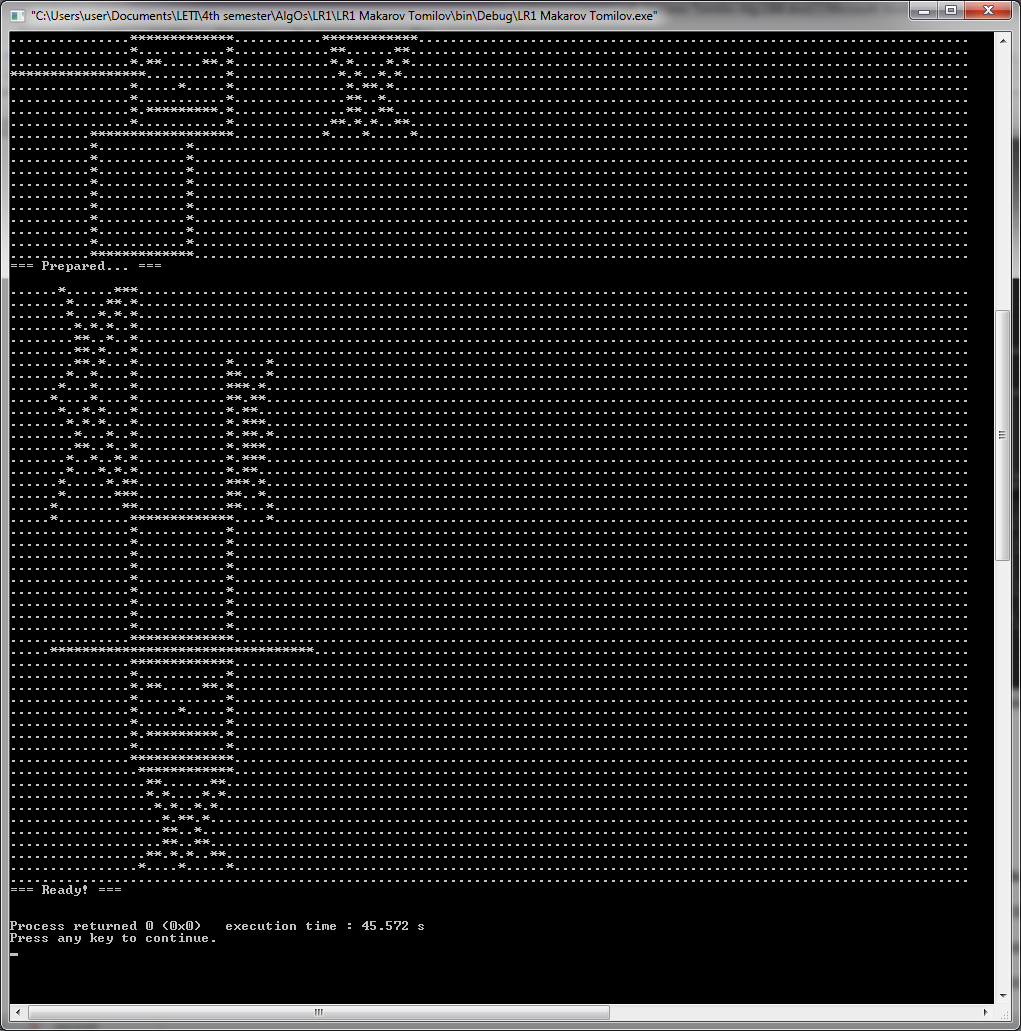 "C:\Users\user\Documents\LETI\4th semester\AlgOs\LR1\LR1 Makarov Tomilov\bin\Debug\LR1 Makarov Tomilov.exe"
=== Prepared... ===
=== Ready! ===
Process returned 0 (0x0)   execution time : 45.572 s
Press any key to continue.